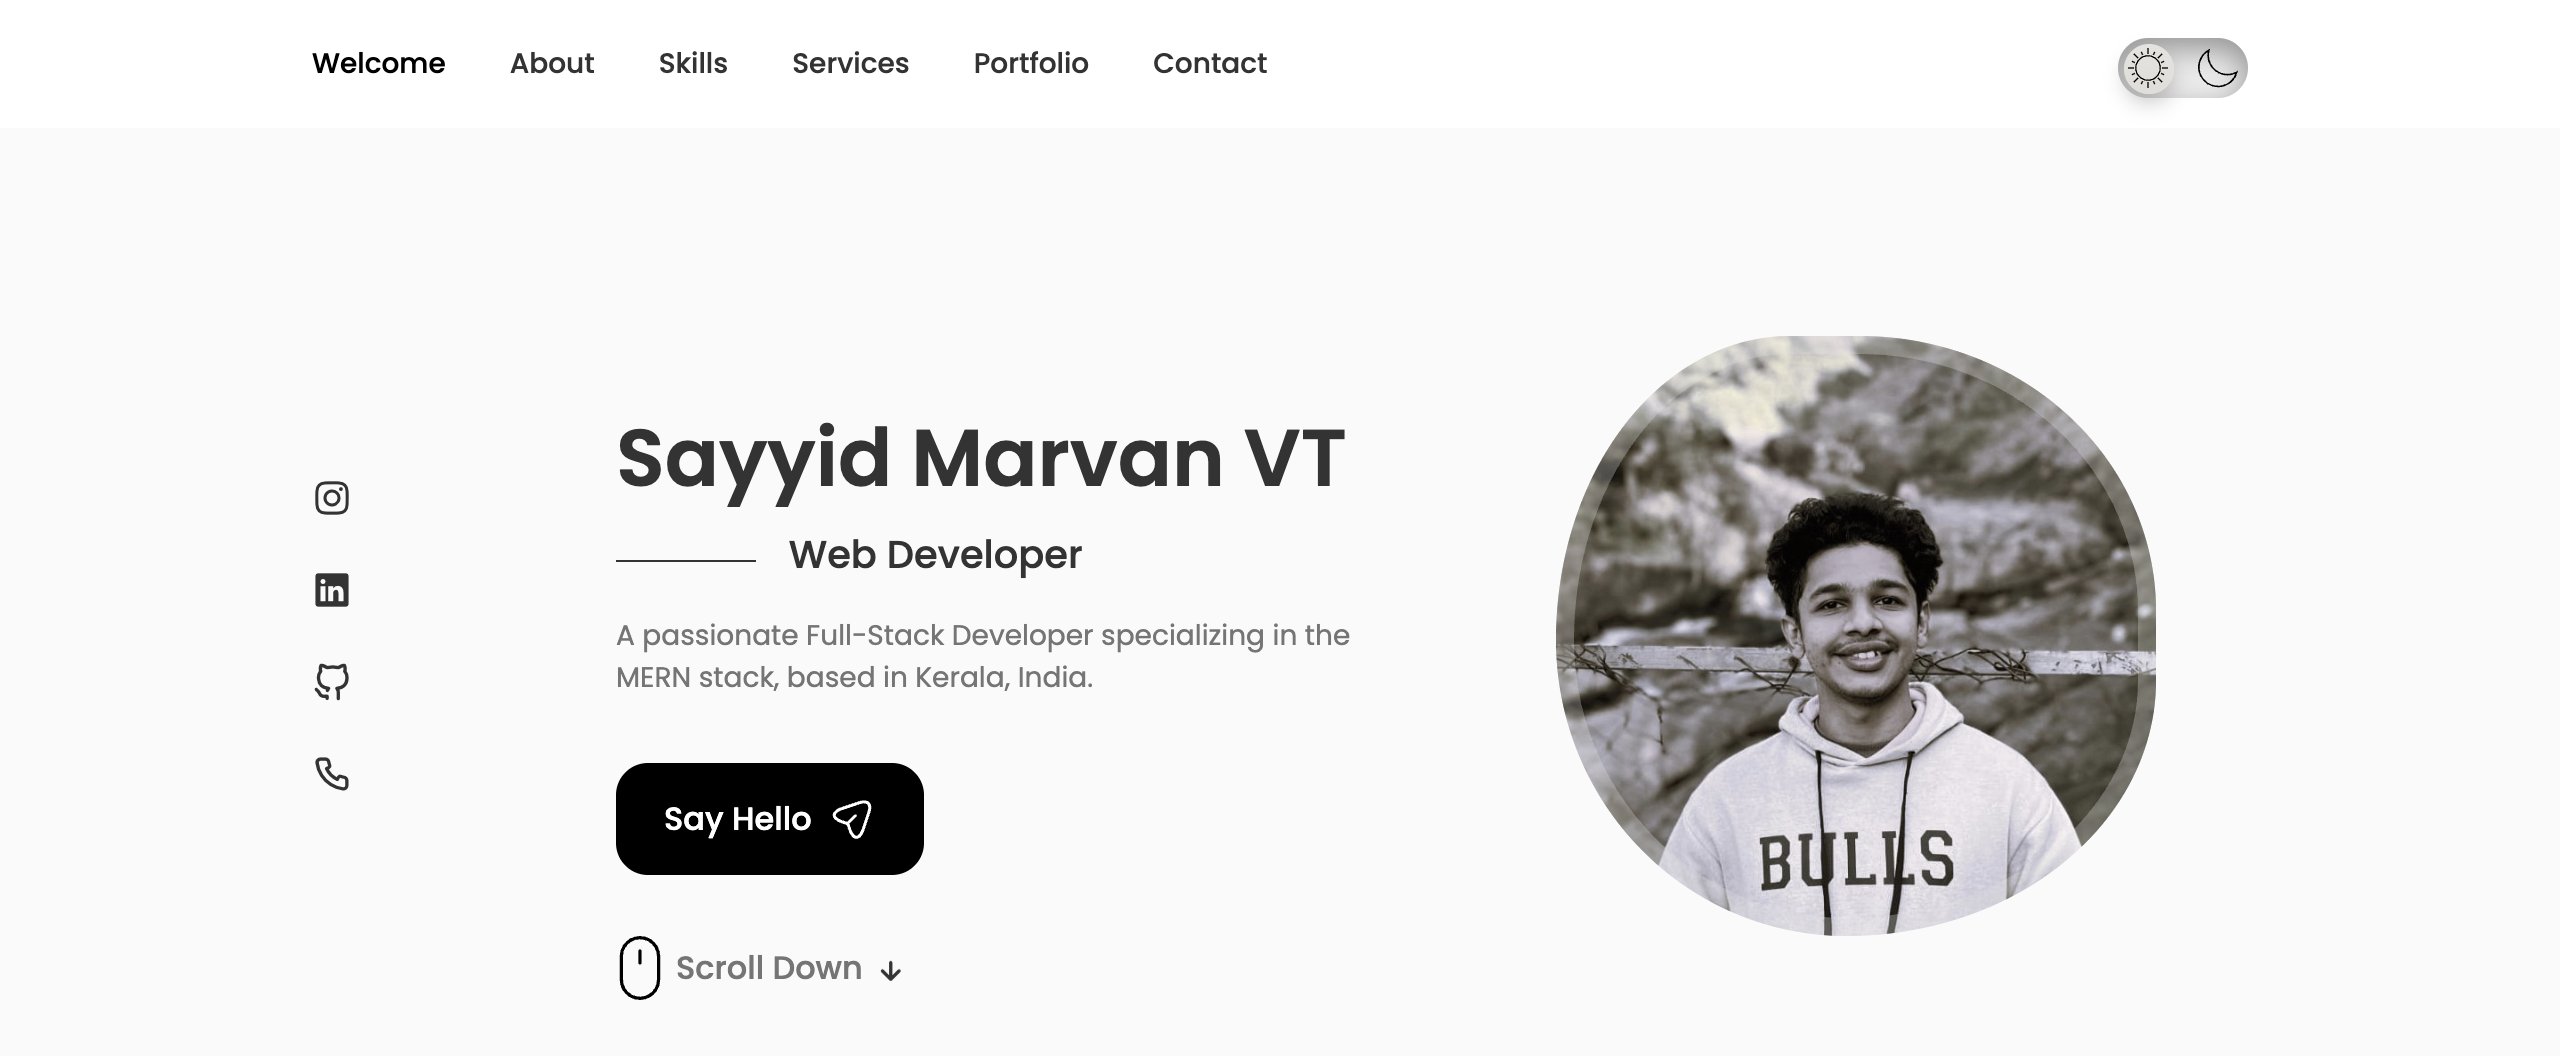 Welcome About Skills Services Portfolio Contact
Sayyid Marvan VT
Web Developer
A passionate Full-Stack Developer specializing in the
MERN stack, based in Kerala, India.
Say Hello
Scroll Down
in
BULLS